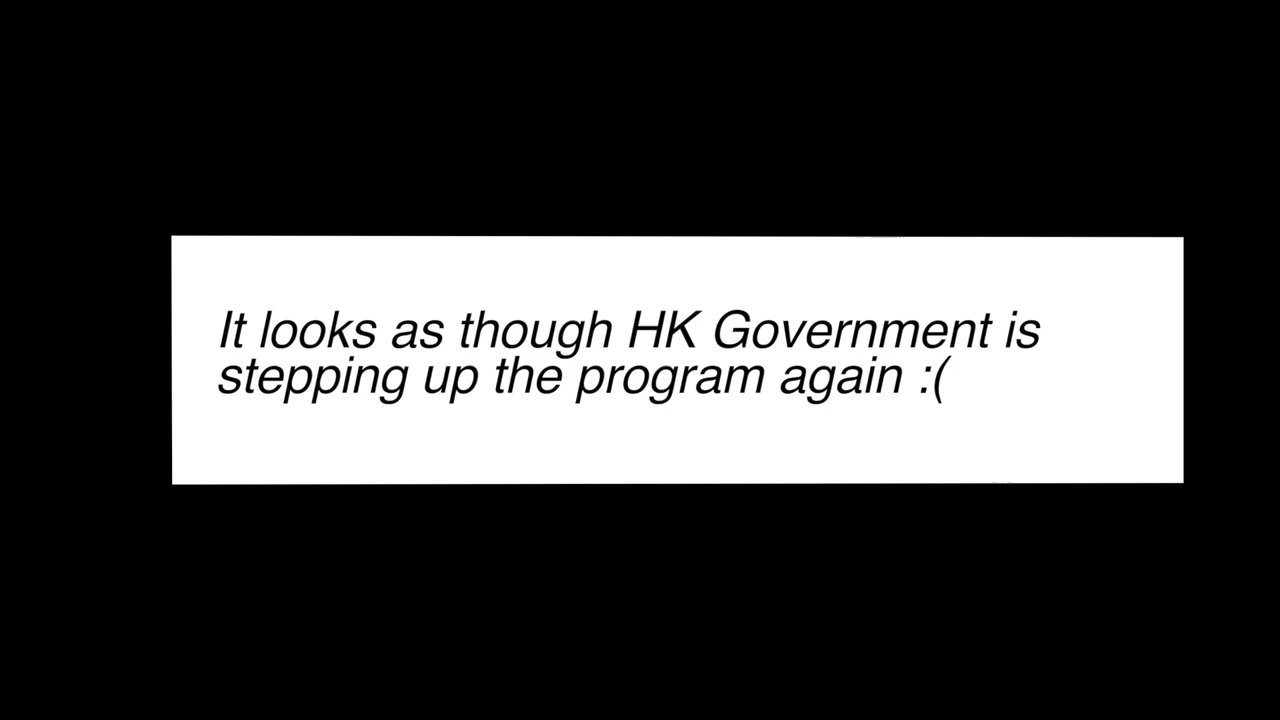 It looks as though HK Government is
stepping up the program again :(